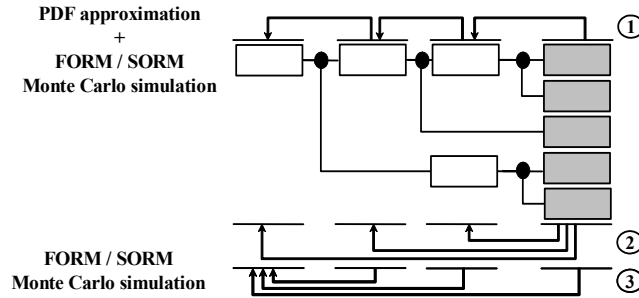 PDF approximation
+
FORM / SORM
Monte Carlo simulation
1
FORM / SORM
Monte Carlo simulation
2
3